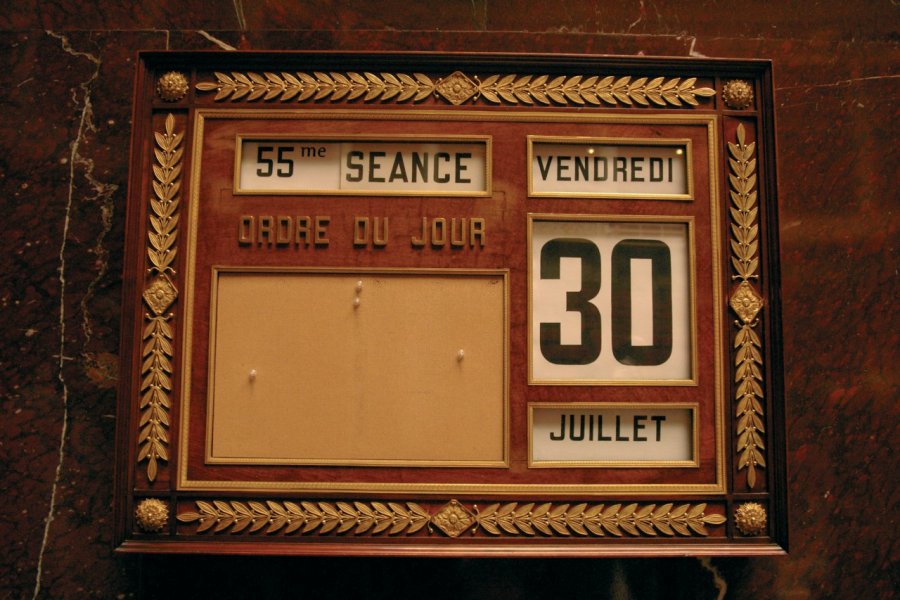 55me SEANCE
ORDRE DU JOUR
VENDREDI
30
JUILLET